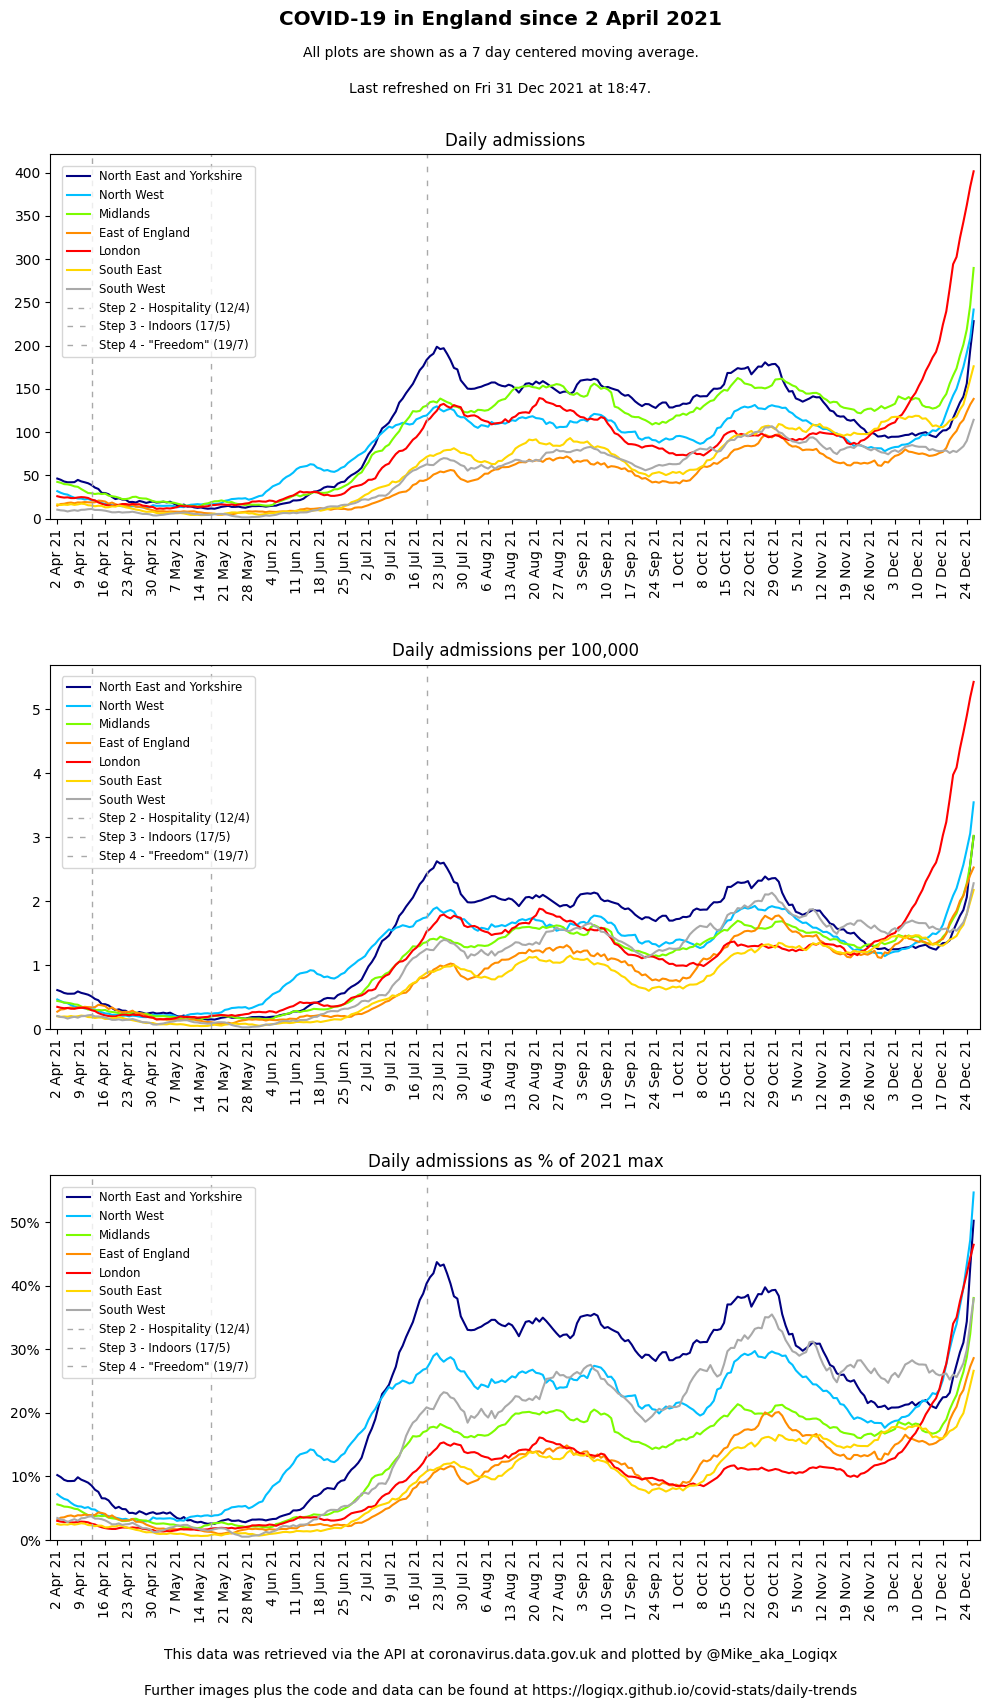 COVID-19 in England since 2 April 2021
All plots are shown as a 7 day centered moving average.
Last refreshed on Fri 31 Dec 2021 at 18:47.
Daily admissions
North East and Yorkshire
North West
Midlands
East of England
London
South East
South West
Step 2 - Hospitality (12/4)
Step 3 - Indoors (17/5)
Step 4 - "Freedom" (19/7)
400
350
300
250
200
150
100
50
0
2 Apr 21
9 Apr 21
16 Apr 21
23 Apr 21
30 Apr 21
7 May 21
14 May 21
21 May 21
28 May 21
4 Jun 21
11 Jun 21
18 Jun 21
25 Jun 21
2 Jul 21
9 Jul 21
16 Jul 21
23 Jul 21
30 Jul 21
6 Aug 21
13 Aug 21
20 Aug 21
27 Aug 21
3 Sep 21
10 Sep 21
17 Sep 21
24 Sep 21
1 Oct 21
8 Oct 21
15 Oct 21
22 Oct 21
29 Oct 21
5 Nov 21
12 Nov 21
19 Nov 21
26 Nov 21
3 Dec 21
10 Dec 21
17 Dec 21
24 Dec 21
Daily admissions per 100,000
North East and Yorkshire
North West
Midlands
East of England
London
South East
South West
Step 2 - Hospitality (12/4)
Step 3 - Indoors (17/5)
Step 4 - "Freedom" (19/7)
5
4
3
2
1
0
2 Apr 21
9 Apr 21
16 Apr 21
23 Apr 21
30 Apr 21
7 May 21
14 May 21
21 May 21
28 May 21
4 Jun 21
11 Jun 21
18 Jun 21
25 Jun 21
2 Jul 21
9 Jul 21
16 Jul 21
23 Jul 21
30 Jul 21
6 Aug 21
13 Aug 21
20 Aug 21
27 Aug 21
3 Sep 21
10 Sep 21
17 Sep 21
24 Sep 21
1 Oct 21
8 Oct 21
15 Oct 21
22 Oct 21
29 Oct 21
5 Nov 21
12 Nov 21
19 Nov 21
26 Nov 21
3 Dec 21
10 Dec 21
17 Dec 21
24 Dec 21
Daily admissions as % of 2021 max
North East and Yorkshire
North West
Midlands
East of England
London
South East
South West
Step 2 - Hospitality (12/4)
Step 3 - Indoors (17/5)
Step 4 - "Freedom" (19/7)
50%
40%
30%
20%
10%
0%
2 Apr 21
9 Apr 21
16 Apr 21
23 Apr 21
30 Apr 21
7 May 21
14 May 21
21 May 21
28 May 21
4 Jun 21
11 Jun 21
18 Jun 21
25 Jun 21
2 Jul 21
9 Jul 21
16 Jul 21
23 Jul 21
30 Jul 21
6 Aug 21
13 Aug 21
20 Aug 21
27 Aug 21
3 Sep 21
10 Sep 21
17 Sep 21
24 Sep 21
1 Oct 21
8 Oct 21
15 Oct 21
22 Oct 21
29 Oct 21
5 Nov 21
12 Nov 21
19 Nov 21
26 Nov 21
3 Dec 21
10 Dec 21
17 Dec 21
24 Dec 21
This data was retrieved via the API at coronavirus.data.gov.uk and plotted by @Mike_aka_Logiqx
Further images plus the code and data can be found at https://logiqx.github.io/covid-stats/daily-trends